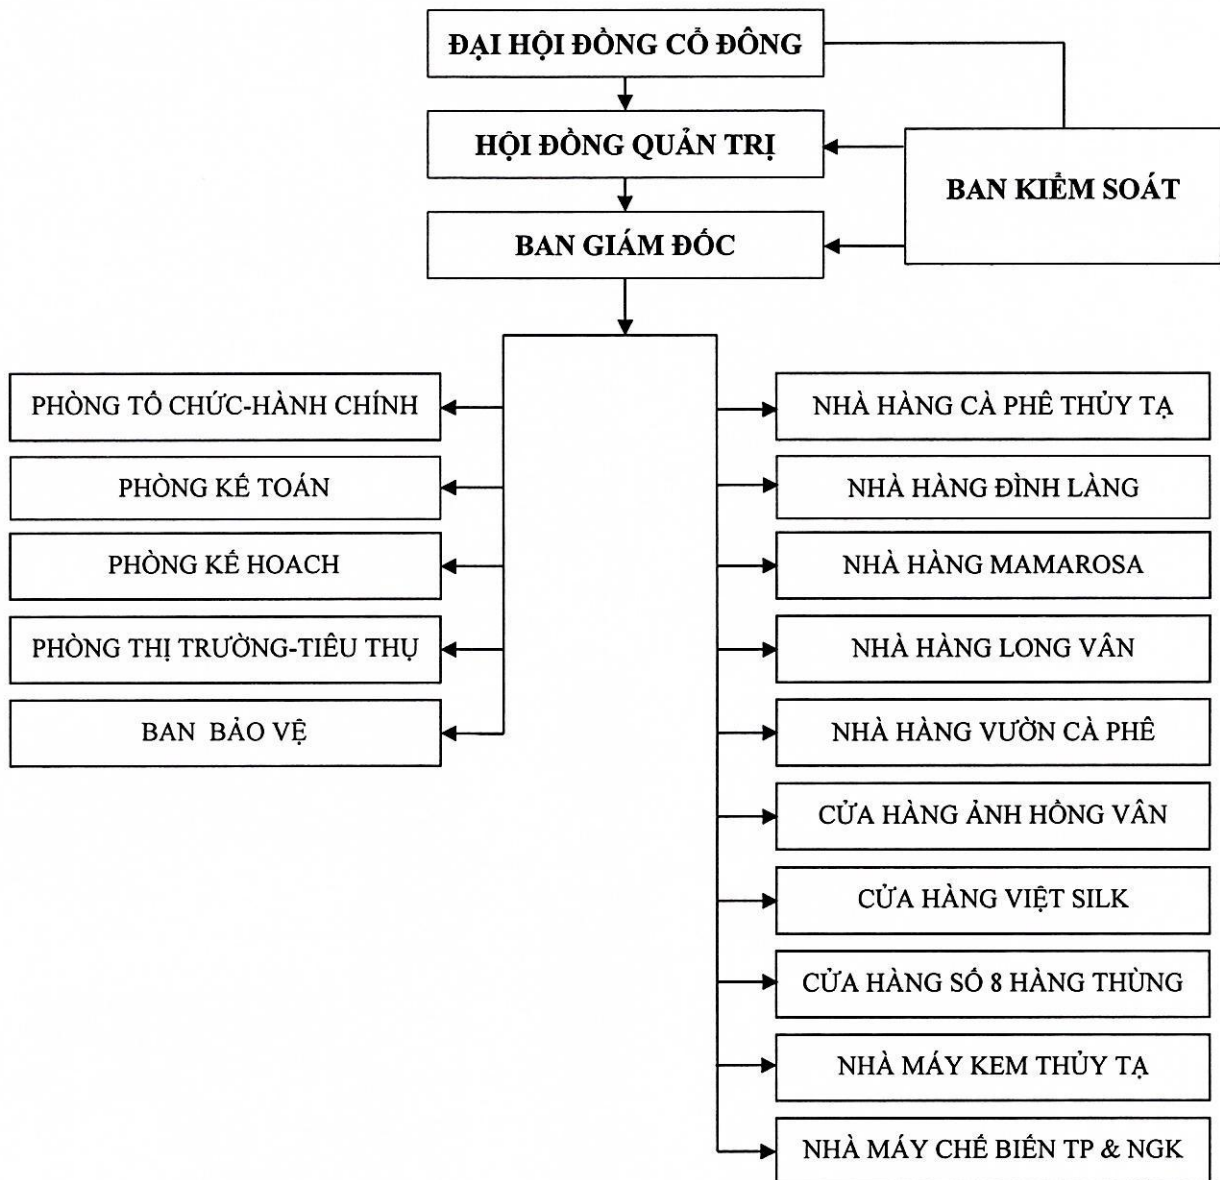 ĐẠI HỘI ĐỒNG CỔ ĐÔNG
HỘI ĐỒNG QUẢN TRỊ
BAN KIỂM SOÁT
BAN GIÁM ĐỐC
PHÒNG TỔ CHỨC-HÀNH CHÍNH
PHÒNG KẾ TOÁN
PHÒNG KẾ HOẠCH
PHÒNG THỊ TRƯỜNG-TIÊU THỤ
BAN BẢO VỆ
NHÀ HÀNG CÀ PHÊ THỦY TẠ
NHÀ HÀNG ĐÌNH LÀNG
NHÀ HÀNG MAMAROSA
NHÀ HÀNG LONG VÂN
NHÀ HÀNG VƯỜN CÀ PHÊ
CỬA HÀNG ẢNH HỒNG VÂN
CỬA HÀNG VIỆT SILK
CỬA HÀNG SỐ 8 HÀNG THÙNG
NHÀ MÁY KEM THỦY TẠ
NHÀ MÁY CHẾ BIẾN TP & NGK